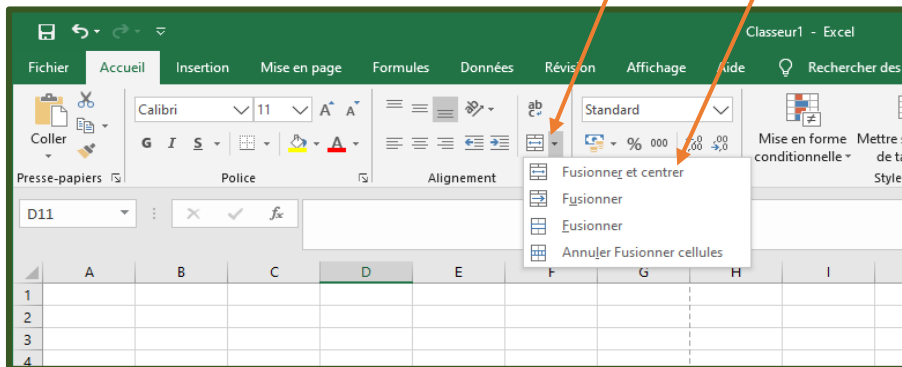 Classeur1 - Excel
Fichier Accueil Insertion Mise en page Formules Données Révision Affichage Aide Rechercher des
Coller
Calibri 11 A A
ab
c
Standard
G I S A
% 000 ,00
Mise en forme
conditionnelle
Mettre
de ta
Presse-papiers Police Alignement Style
Fusionner et centrer
Fusionner
Fusionner
Annuler Fusionner cellules
D11 fx
A B C D E F G H I
1
2
3
4